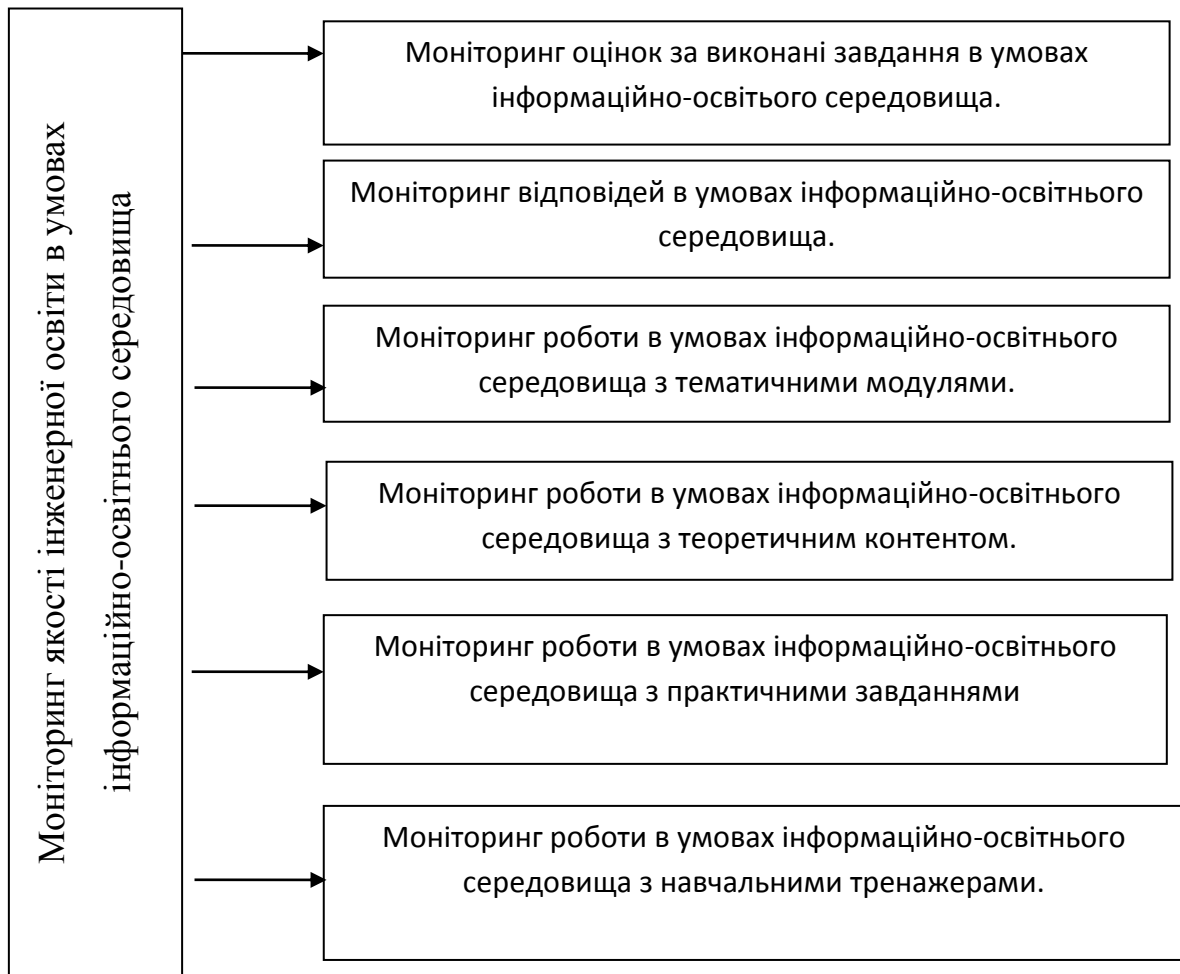 Моніторинг якості інженерної освіти в умовах
інформаційно-освітнього середовища
Моніторинг оцінок за виконані завдання в умовах
інформаційно-освітього середовища.
Моніторинг відповідей в умовах інформаційно-освітнього
середовища.
Моніторинг роботи в умовах інформаційно-освітнього
середовища з тематичними модулями.
Моніторинг роботи в умовах інформаційно-освітнього
середовища з теоретичним контентом.
Моніторинг роботи в умовах інформаційно-освітнього
середовища з практичними завданнями
Моніторинг роботи в умовах інформаційно-освітнього
середовища з навчальними тренажерами.